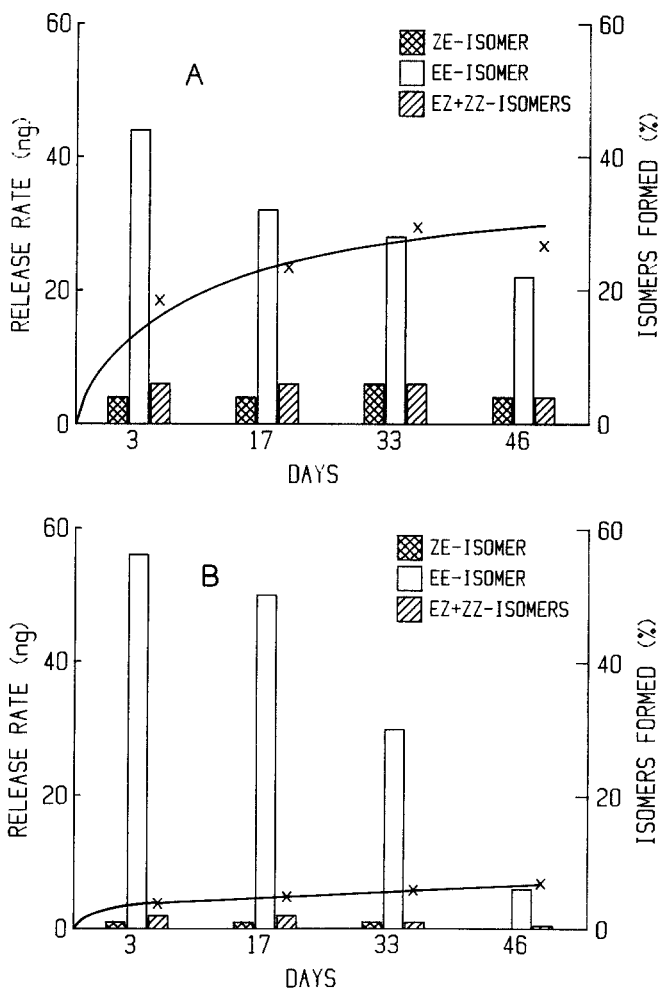 60
60
A
ZE-ISOMER
EE-ISOMER
EZ+ZZ-ISOMERS
RELEASE RATE (ng)
ISOMERS FORMED (%)
40
40
20
20
0
0
3
17
33
46
DAYS
60
60
B
ZE-ISOMER
EE-ISOMER
EZ+ZZ-ISOMERS
RELEASE RATE (ng)
ISOMERS FORMED (%)
40
40
20
20
0
0
3
17
33
46
DAYS